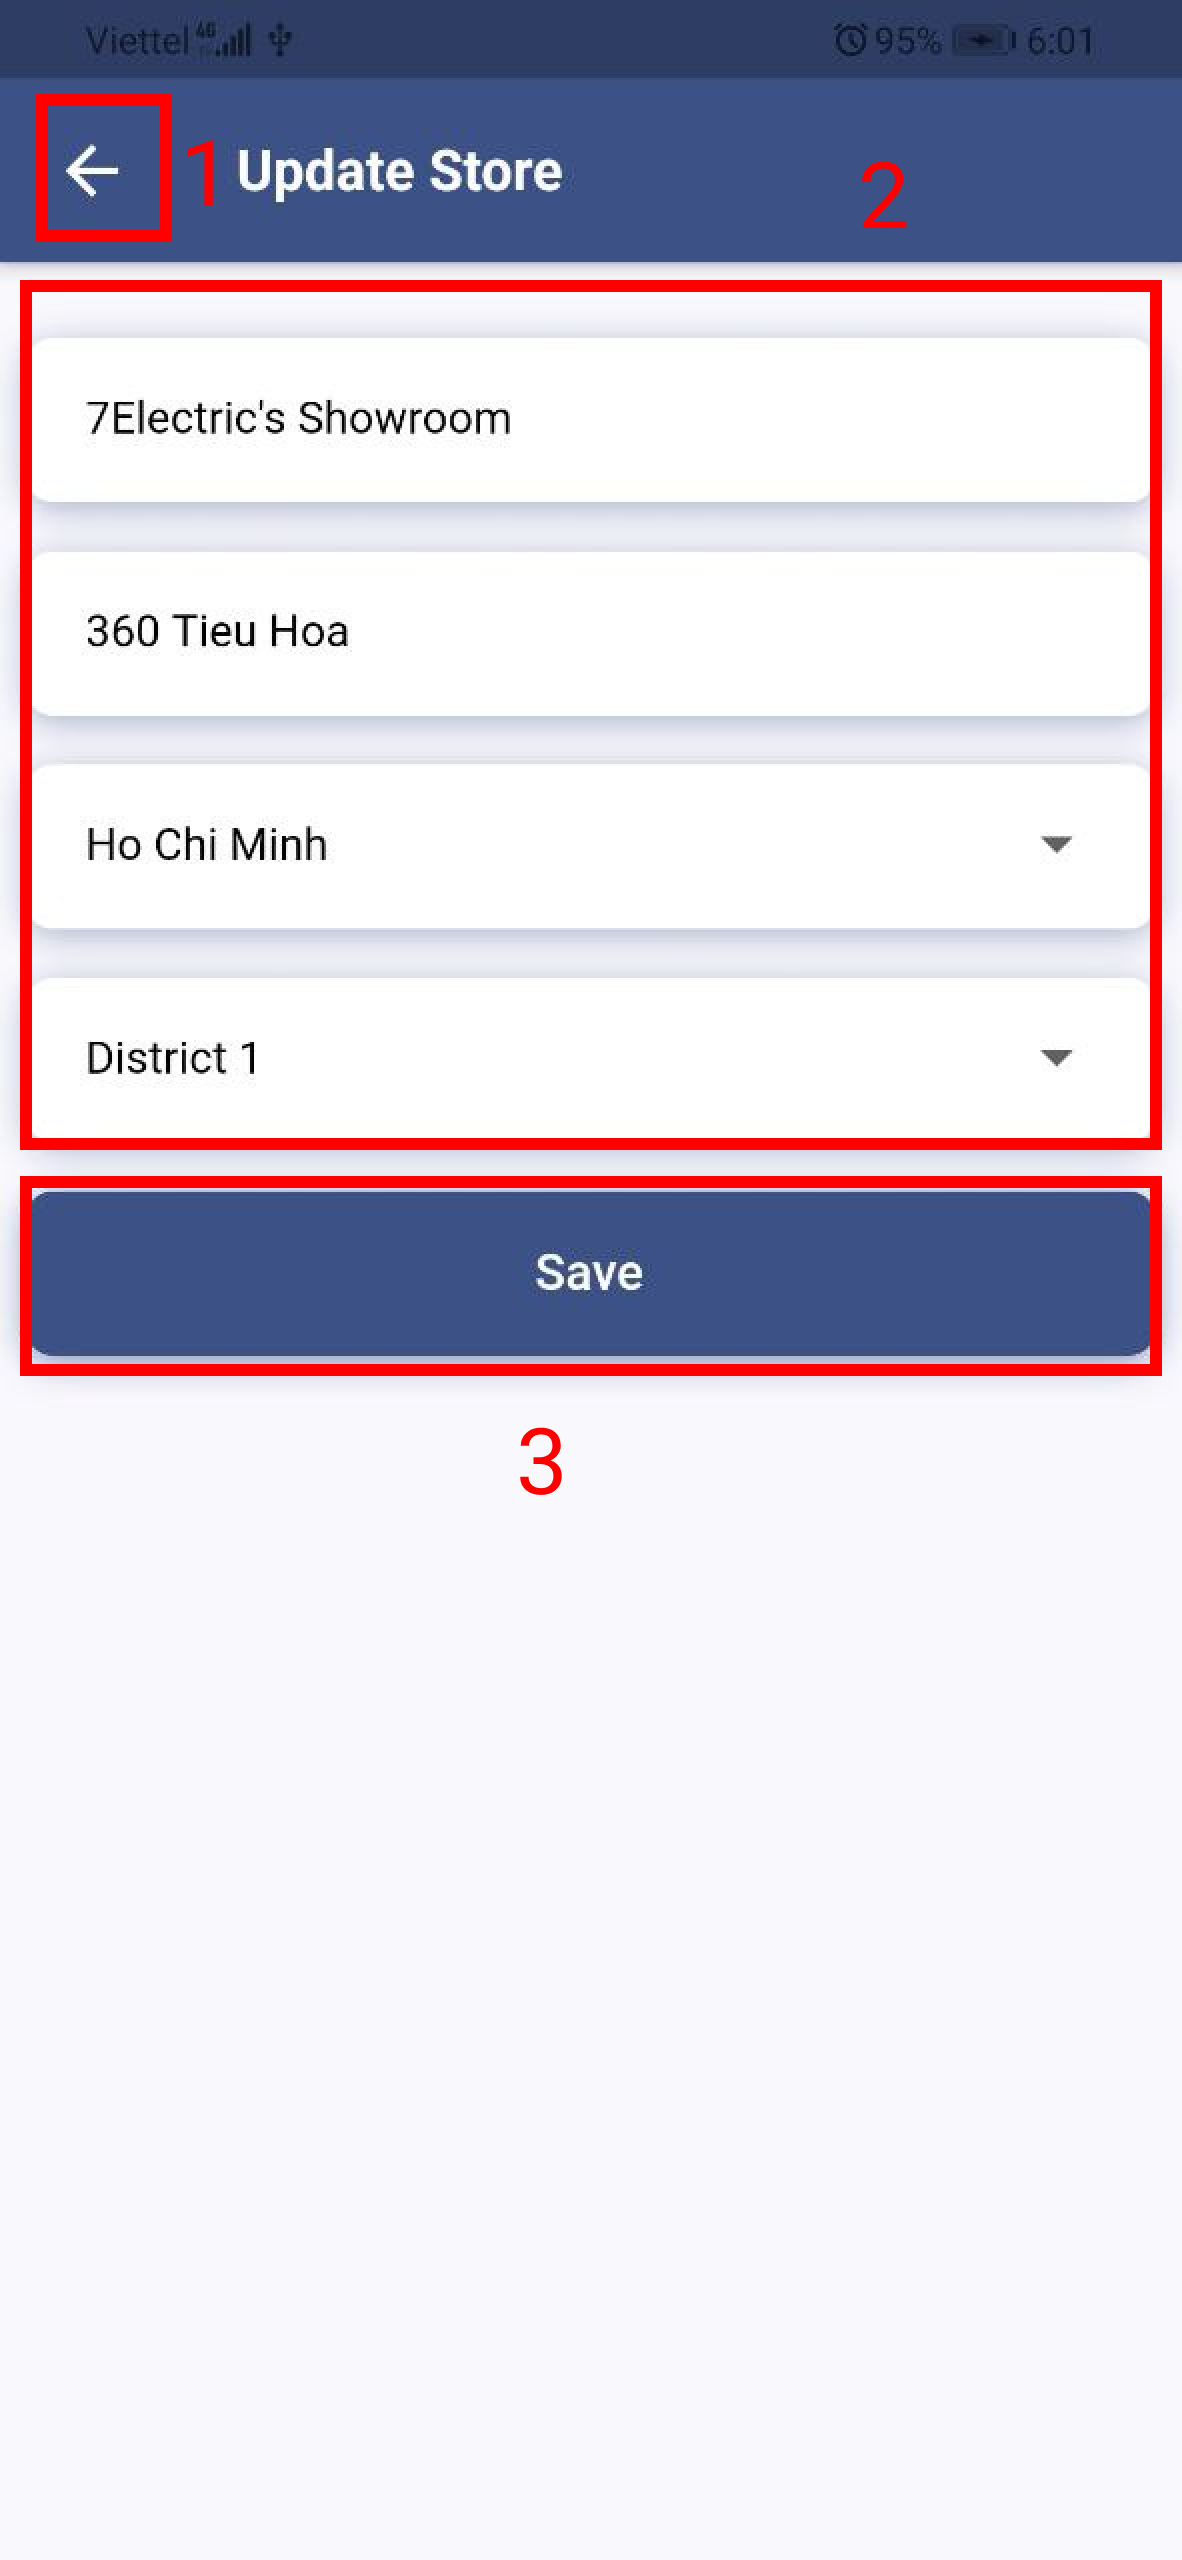 Viettel 4G 95% 6:01
1 Update Store 2
7Electric's Showroom
360 Tieu Hoa
Ho Chi Minh
District 1
Save
3